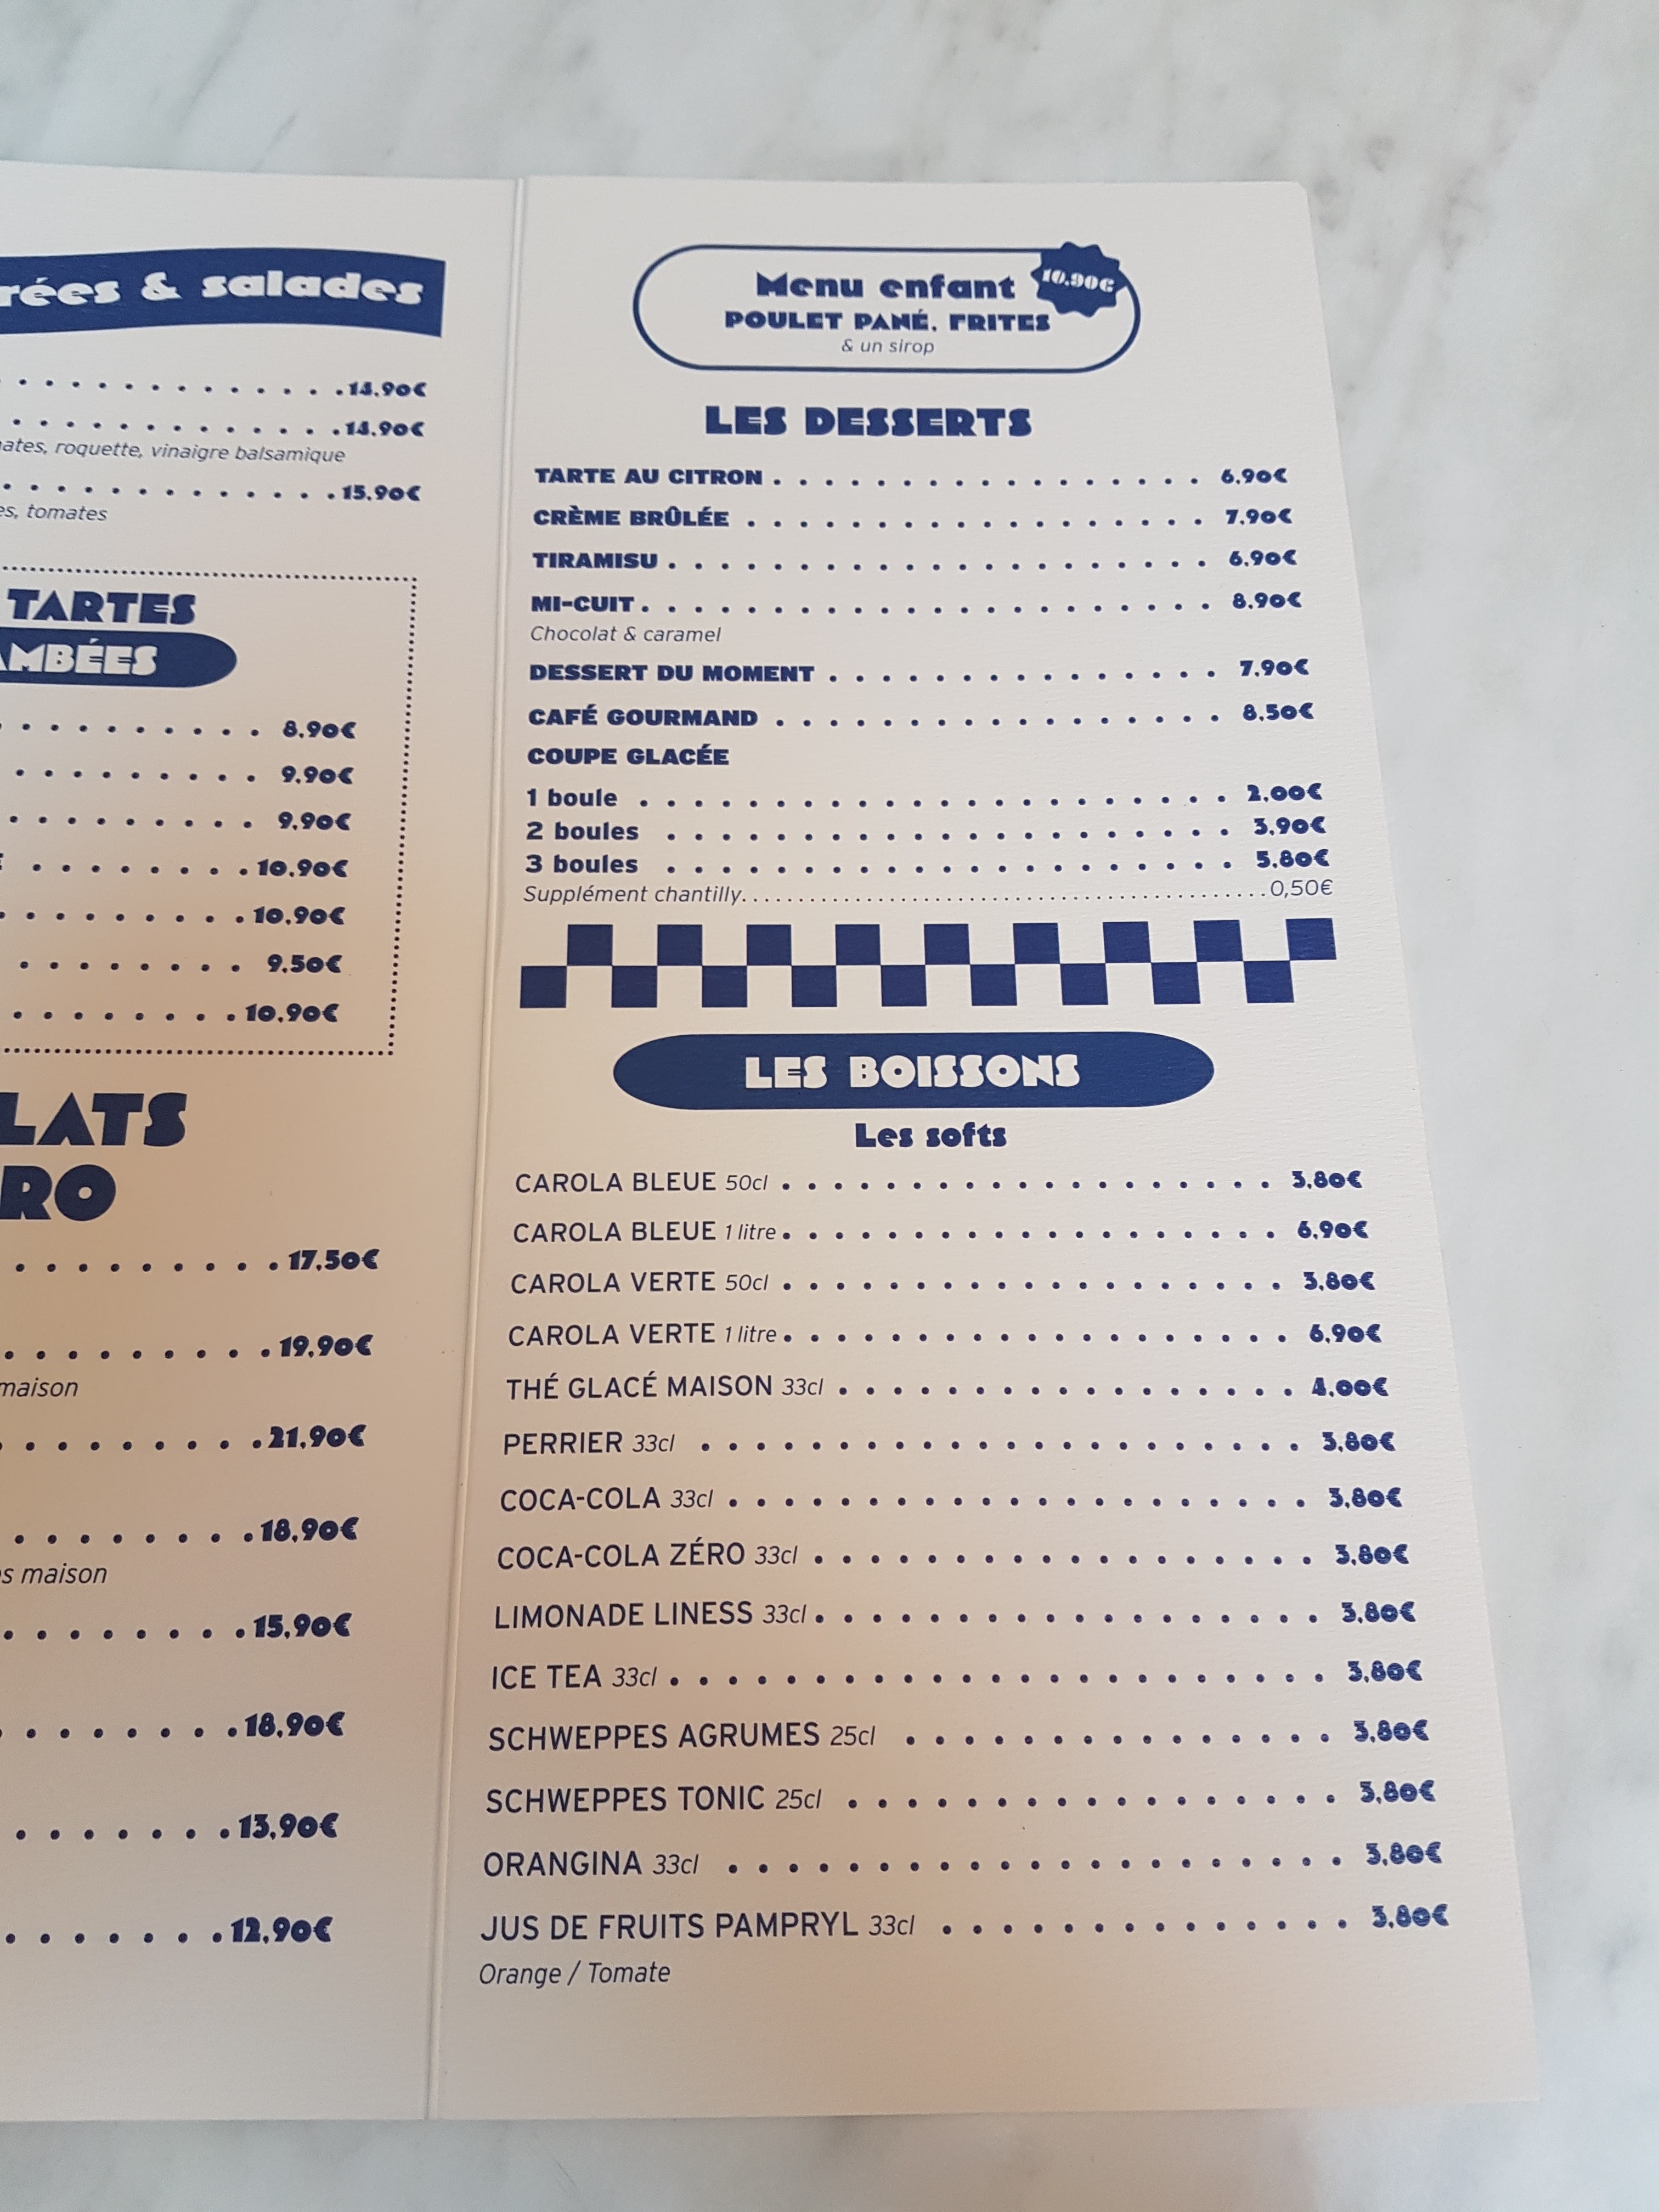 & salades
14.90€
14.90€
roquette, vinaigre balsamique
15.90€
tomates
TARTES
8.90€
9.90€
9.90€
10.90€
10.90€
9.50€
10.90€
17.50€
19.90€
maison
21.90€
18.90€
maison
15.90€
18.90€
13.90€
12.90€
Menu enfant 10.90€
POULET PANÉ, FRITES
& un sirop
LES DESSERTS
TARTE AU CITRON . . . . . . . . . . . . . . . . 6.90€
CRÈME BRÛLÉE . . . . . . . . . . . . . . . . 7.90€
TIRAMISU . . . . . . . . . . . . . . . . 6.90€
MI-CUIT . . . . . . . . . . . . . . . . 8.90€
Chocolat & caramel
DESSERT DU MOMENT . . . . . . . . . . . . . . . 7.90€
CAFÉ GOURMAND . . . . . . . . . . . . . . . . 8.50€
COUPE GLACÉE
1 boule . . . . . . . . . . . . . . . . 2.00€
2 boules . . . . . . . . . . . . . . . . 3.90€
3 boules . . . . . . . . . . . . . . . . 5.80€
Supplément chantilly................0,50€
LES BOISSONS
Les softs
CAROLA BLEUE 50cl . . . . . . . . . . . . . . . . 3.80€
CAROLA BLEUE 1 litre . . . . . . . . . . . . . . . . 6.90€
CAROLA VERTE 50cl . . . . . . . . . . . . . . . . 3.80€
CAROLA VERTE 1 litre . . . . . . . . . . . . . . . . 6.90€
THÉ GLACÉ MAISON 33cl . . . . . . . . . . . . . . . . 4.00€
PERRIER 33cl . . . . . . . . . . . . . . . . 3.80€
COCA-COLA 33cl . . . . . . . . . . . . . . . . 3.80€
COCA-COLA ZÉRO 33cl . . . . . . . . . . . . . . . . 3.80€
LIMONADE LINESS 33cl . . . . . . . . . . . . . . . . 3.80€
ICE TEA 33cl . . . . . . . . . . . . . . . . 3.80€
SCHWEPPES AGRUMES 25cl . . . . . . . . . . . . . . . . 3.80€
SCHWEPPES TONIC 25cl . . . . . . . . . . . . . . . . 3.80€
ORANGINA 33cl . . . . . . . . . . . . . . . . 3.80€
JUS DE FRUITS PAMPRYL 33cl . . . . . . . . . . . . . . . 3.80€
Orange / Tomate